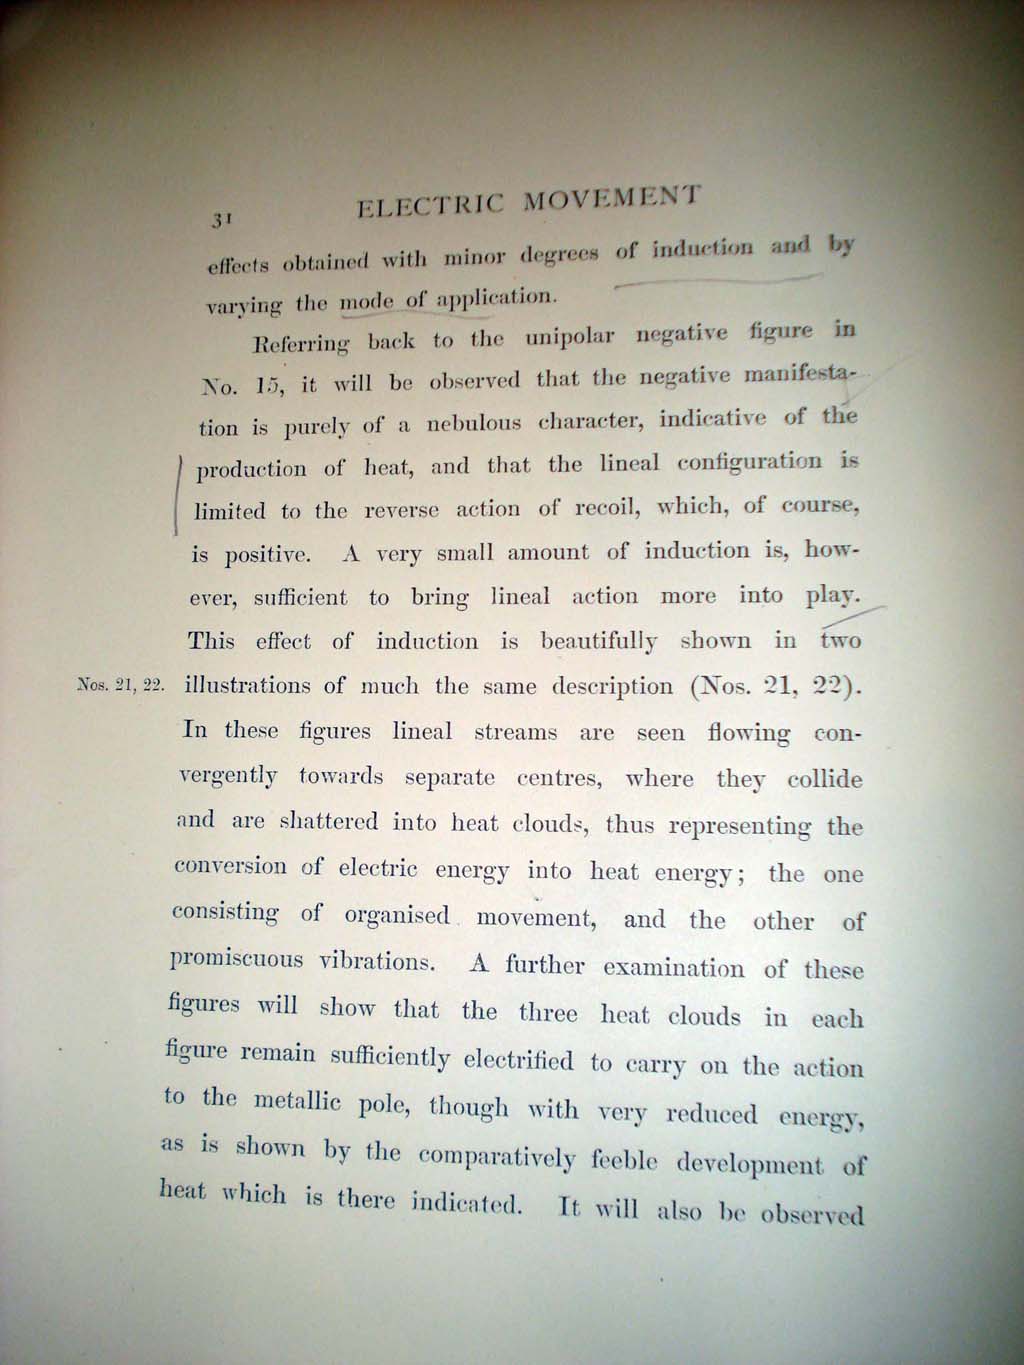 31 ELECTRIC MOVEMENT
effects obtained with minor degrees of induction and by
varying the mode of application.
Referring back to the unipolar negative figure in
No. 15, it will be observed that the negative manifesta-
tion is purely of a nebulous character, indicative of the
production of heat, and that the lineal configuration is
limited to the reverse action of recoil, which, of course,
is positive. A very small amount of induction is, how-
ever, sufficient to bring lineal action more into play.
This effect of induction is beautifully shown in two
Nos. 21, 22. illustrations of much the same description (Nos. 21, 22).
In these figures lineal streams are seen flowing con-
vergently towards separate centres, where they collide
and are shattered into heat clouds, thus representing the
conversion of electric energy into heat energy; the one
consisting of organised movement, and the other of
promiscuous vibrations. A further examination of these
figures will show that the three heat clouds in each
figure remain sufficiently electrified to carry on the action
to the metallic pole, though with very reduced energy,
as is shown by the comparatively feeble development of
heat which is there indicated. It will also be observed